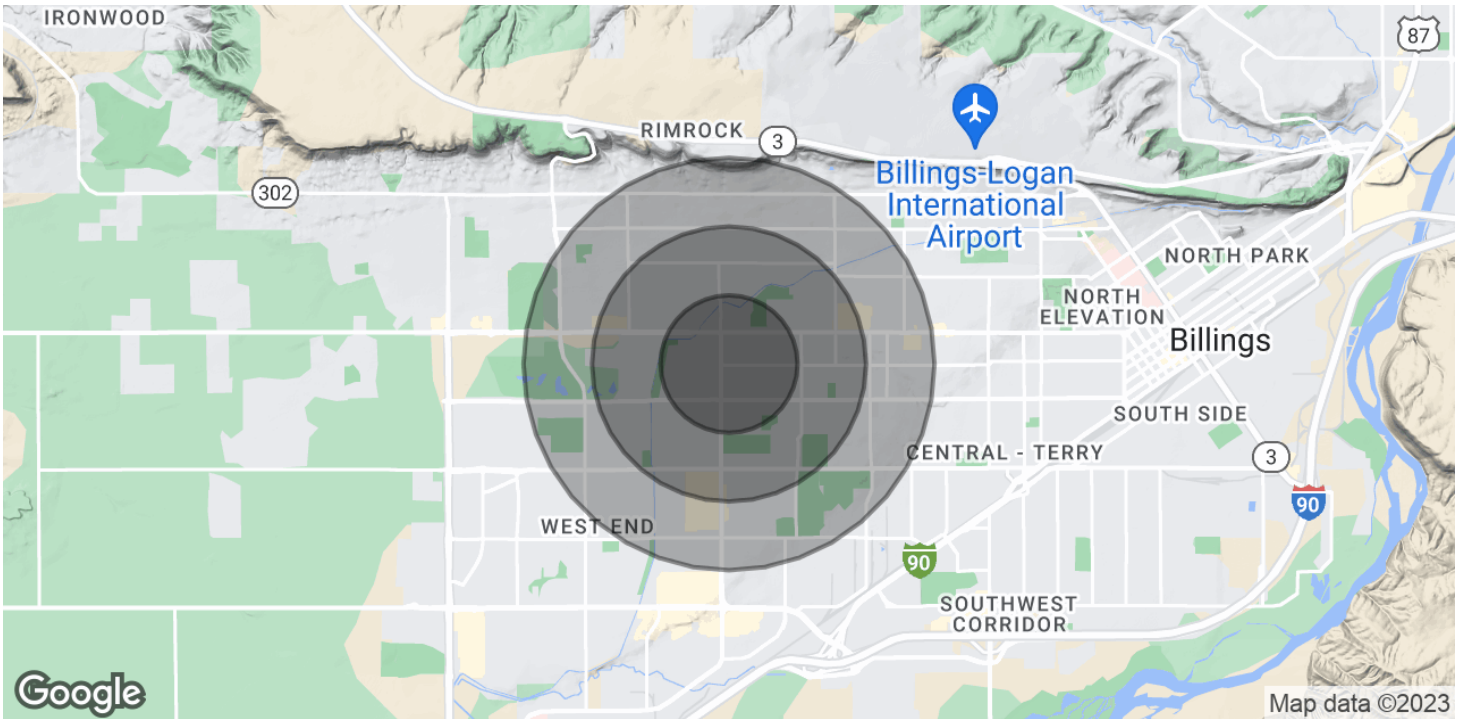 IRONWOOD
87
RIMROCK
3
Billings-Logan
International
Airport
302
NORTH PARK
NORTH
ELEVATION
Billings
SOUTH SIDE
CENTRAL - TERRY
3
90
WEST END
90
SOUTHWEST
CORRIDOR
Google
Map data ©2023